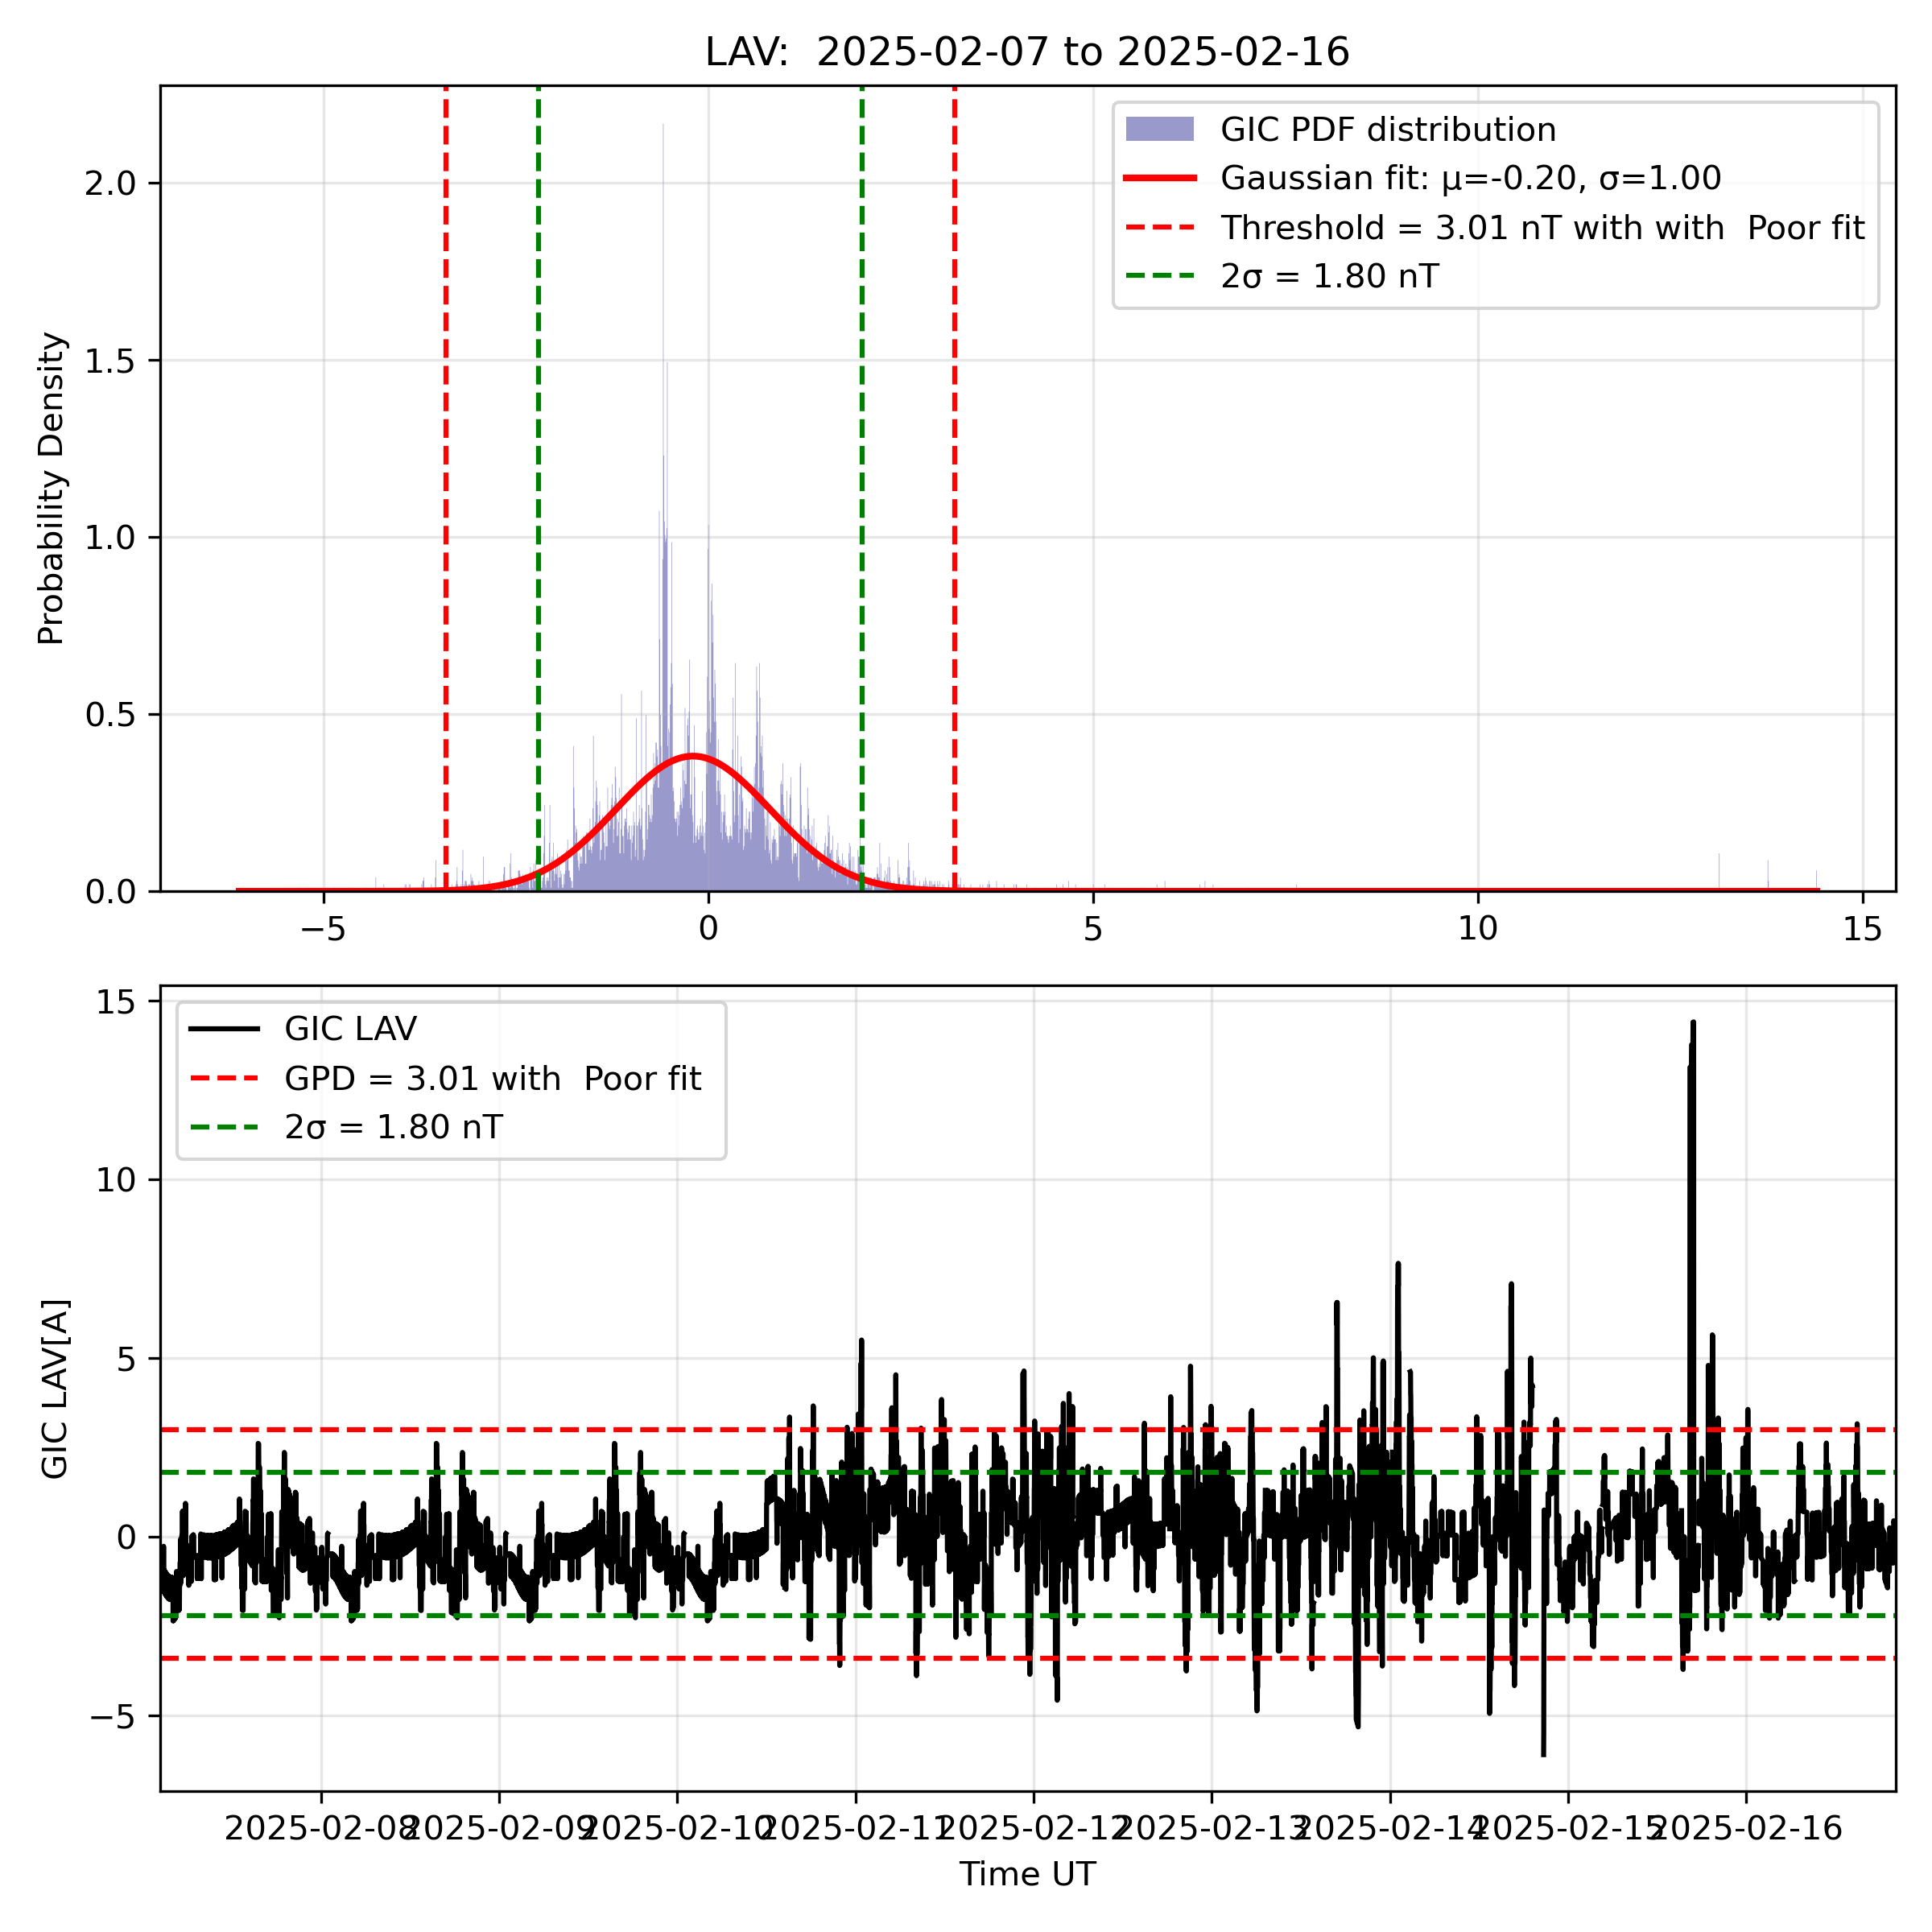 LAV:  2025-02-07 to 2025-02-16
GIC PDF distribution
Gaussian fit: μ=-0.20, σ=1.00
Threshold = 3.01 nT with with  Poor fit
2σ = 1.80 nT
Probability Density
2.0
1.5
1.0
0.5
0.0
−5 0 5 10 15
GIC LAV
GPD = 3.01 with  Poor fit
2σ = 1.80 nT
GIC LAV[A]
15
10
5
0
−5
2025-02-08 2025-02-09 2025-02-10 2025-02-11 2025-02-12 2025-02-13 2025-02-14 2025-02-15 2025-02-16
Time UT